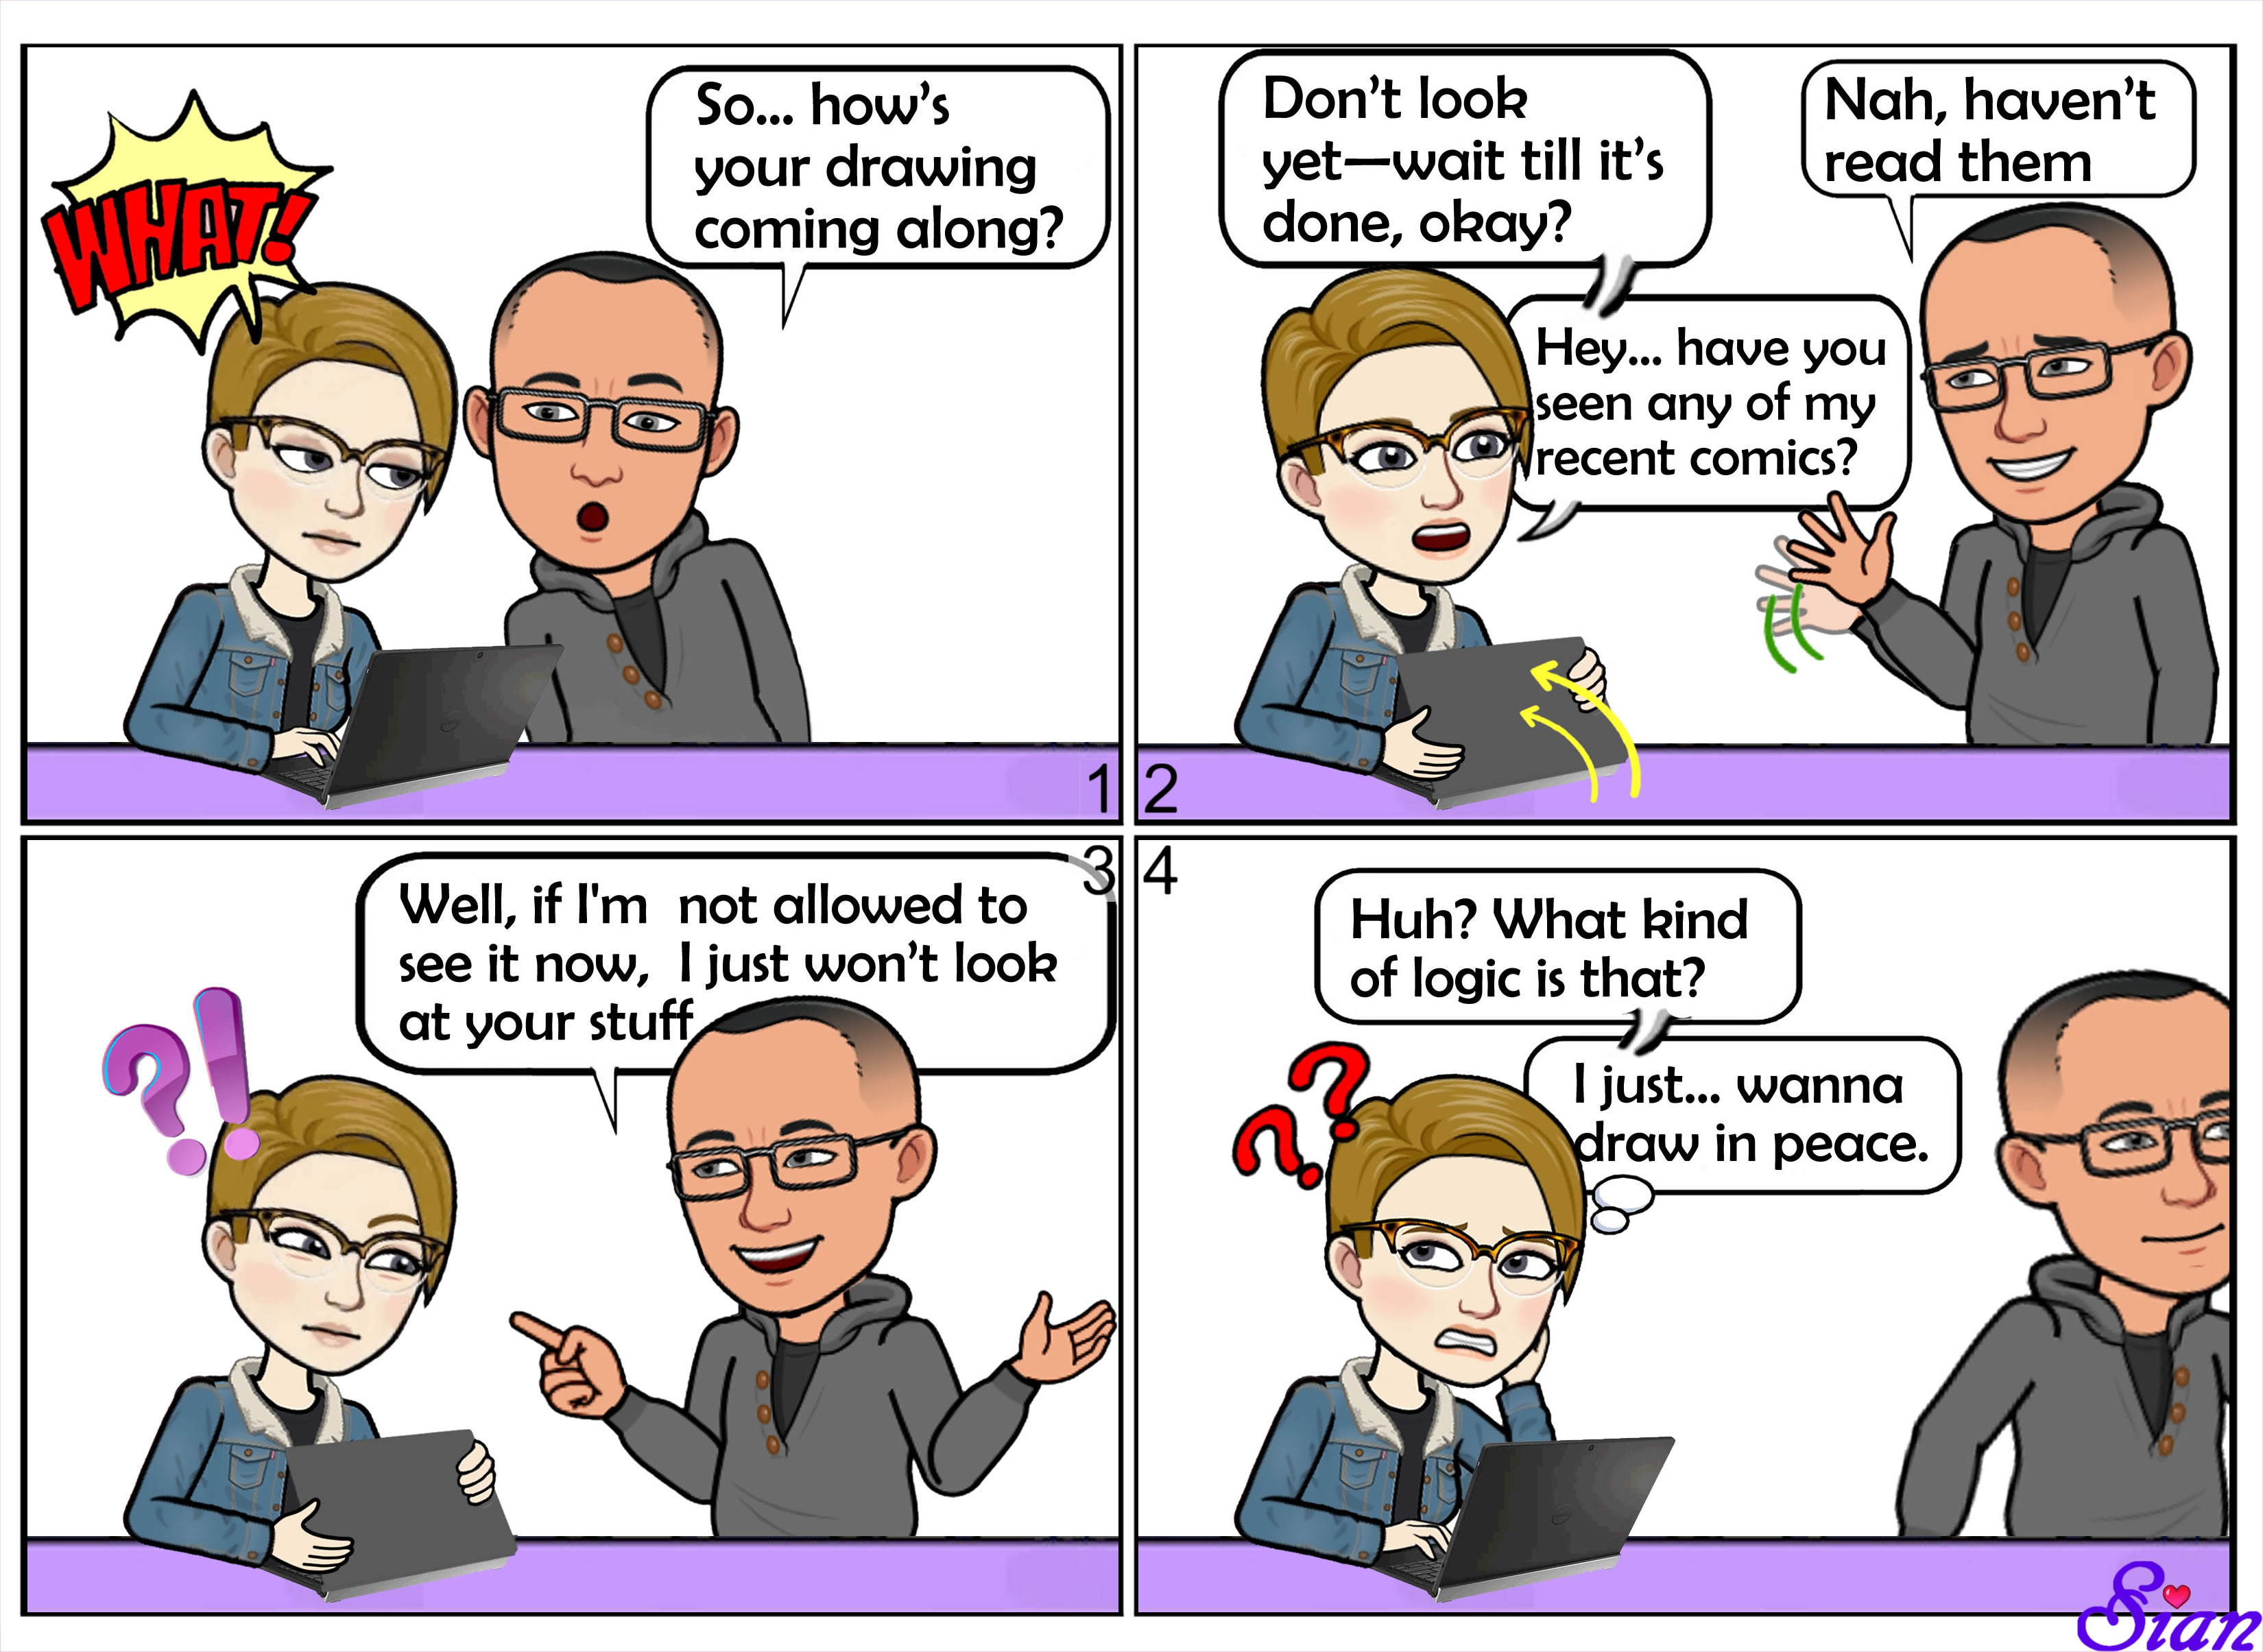 WHAT!
So... how's
your drawing
coming along?
1
Don't look
yet—wait till it's
done, okay?
Hey... have you
seen any of my
recent comics?
Nah, haven't
read them
2
Well, if I'm  not allowed to
see it now,  I just won't look
at your stuff
?!
3
4
Huh? What kind
of logic is that?
I just... wanna
draw in peace.
??
Sian